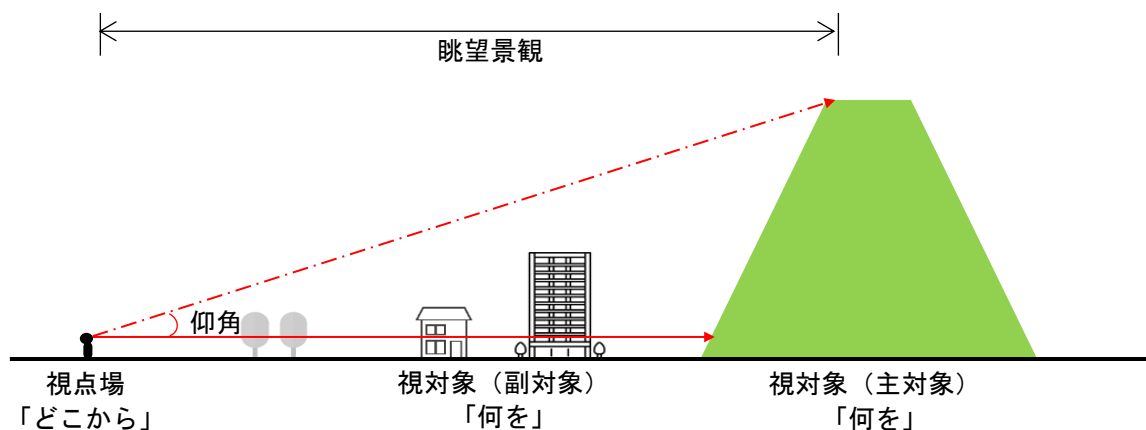 眺望景観
仰角
視点場
「どこから」
視対象（副対象）
「何を」
視対象（主対象）
「何を」